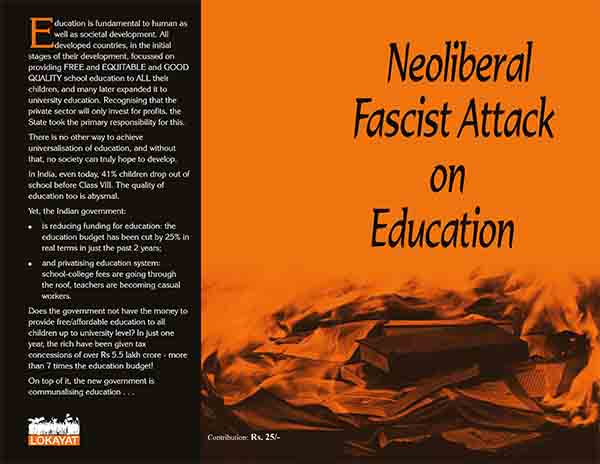 Education is fundamental to human as
well as societal development. All
developed countries, in the initial
stages of their development, focussed on
providing FREE and EQUITABLE and GOOD
QUALITY school education to ALL their
children, and many later expanded it to
university education. Recognising that the
private sector will only invest for profits, the
State took the primary responsibility for this.
There is no other way to achieve
universalisation of education, and without
that, no society can truly hope to develop.
In India, even today, 41% children drop out of
school before Class VIII. The quality of
education too is abysmal.
Yet, the Indian government:
• is reducing funding for education: the
education budget has been cut by 25% in
real terms in just the past 2 years;
• and privatising education system:
school-college fees are going through
the roof, teachers are becoming casual
workers.
Does the government not have the money to
provide free/affordable education to all
children up to university level? In just one
year, the rich have been given tax
concessions of over Rs 5.5 lakh crore - more
than 7 times the education budget!
On top of it, the new government is
communalising education . . .
LOKAYAT
Neoliberal
Fascist Attack
on
Education
Contribution: Rs. 25/-